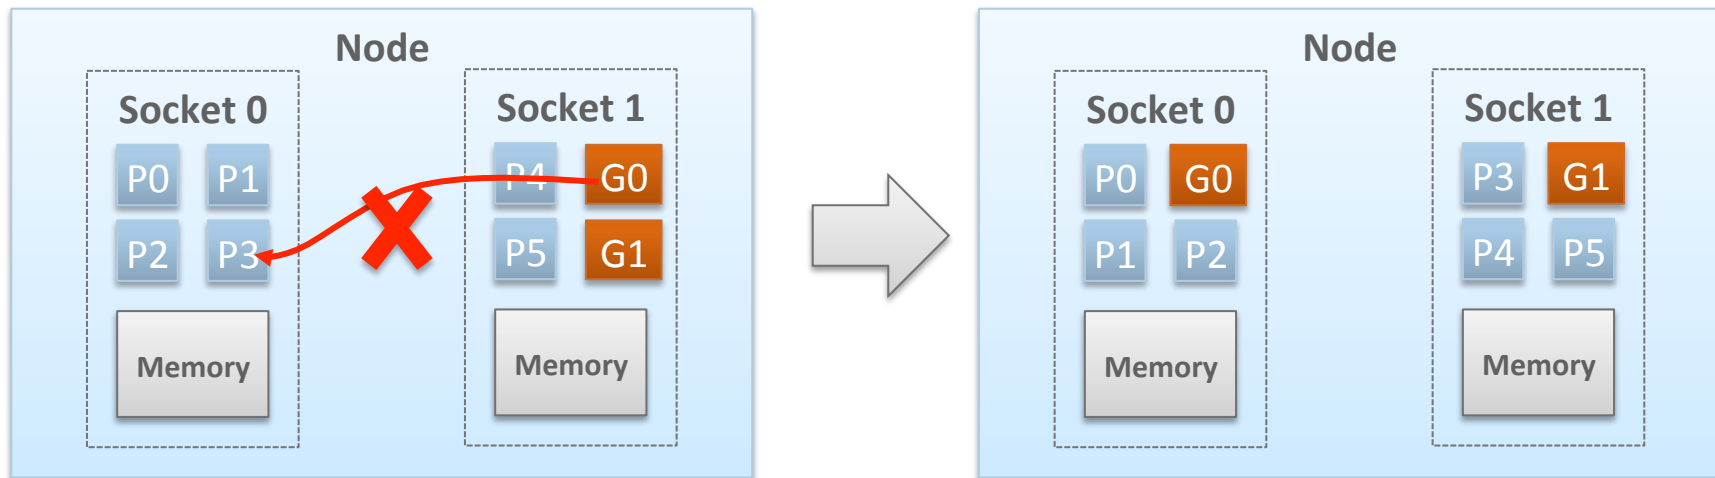 Node
Socket 0
P0 P1
P2 P3
Memory
Socket 1
P4 G0
P5 G1
Memory
Node
Socket 0
P0 G0
P1 P2
Memory
Socket 1
P3 G1
P4 P5
Memory